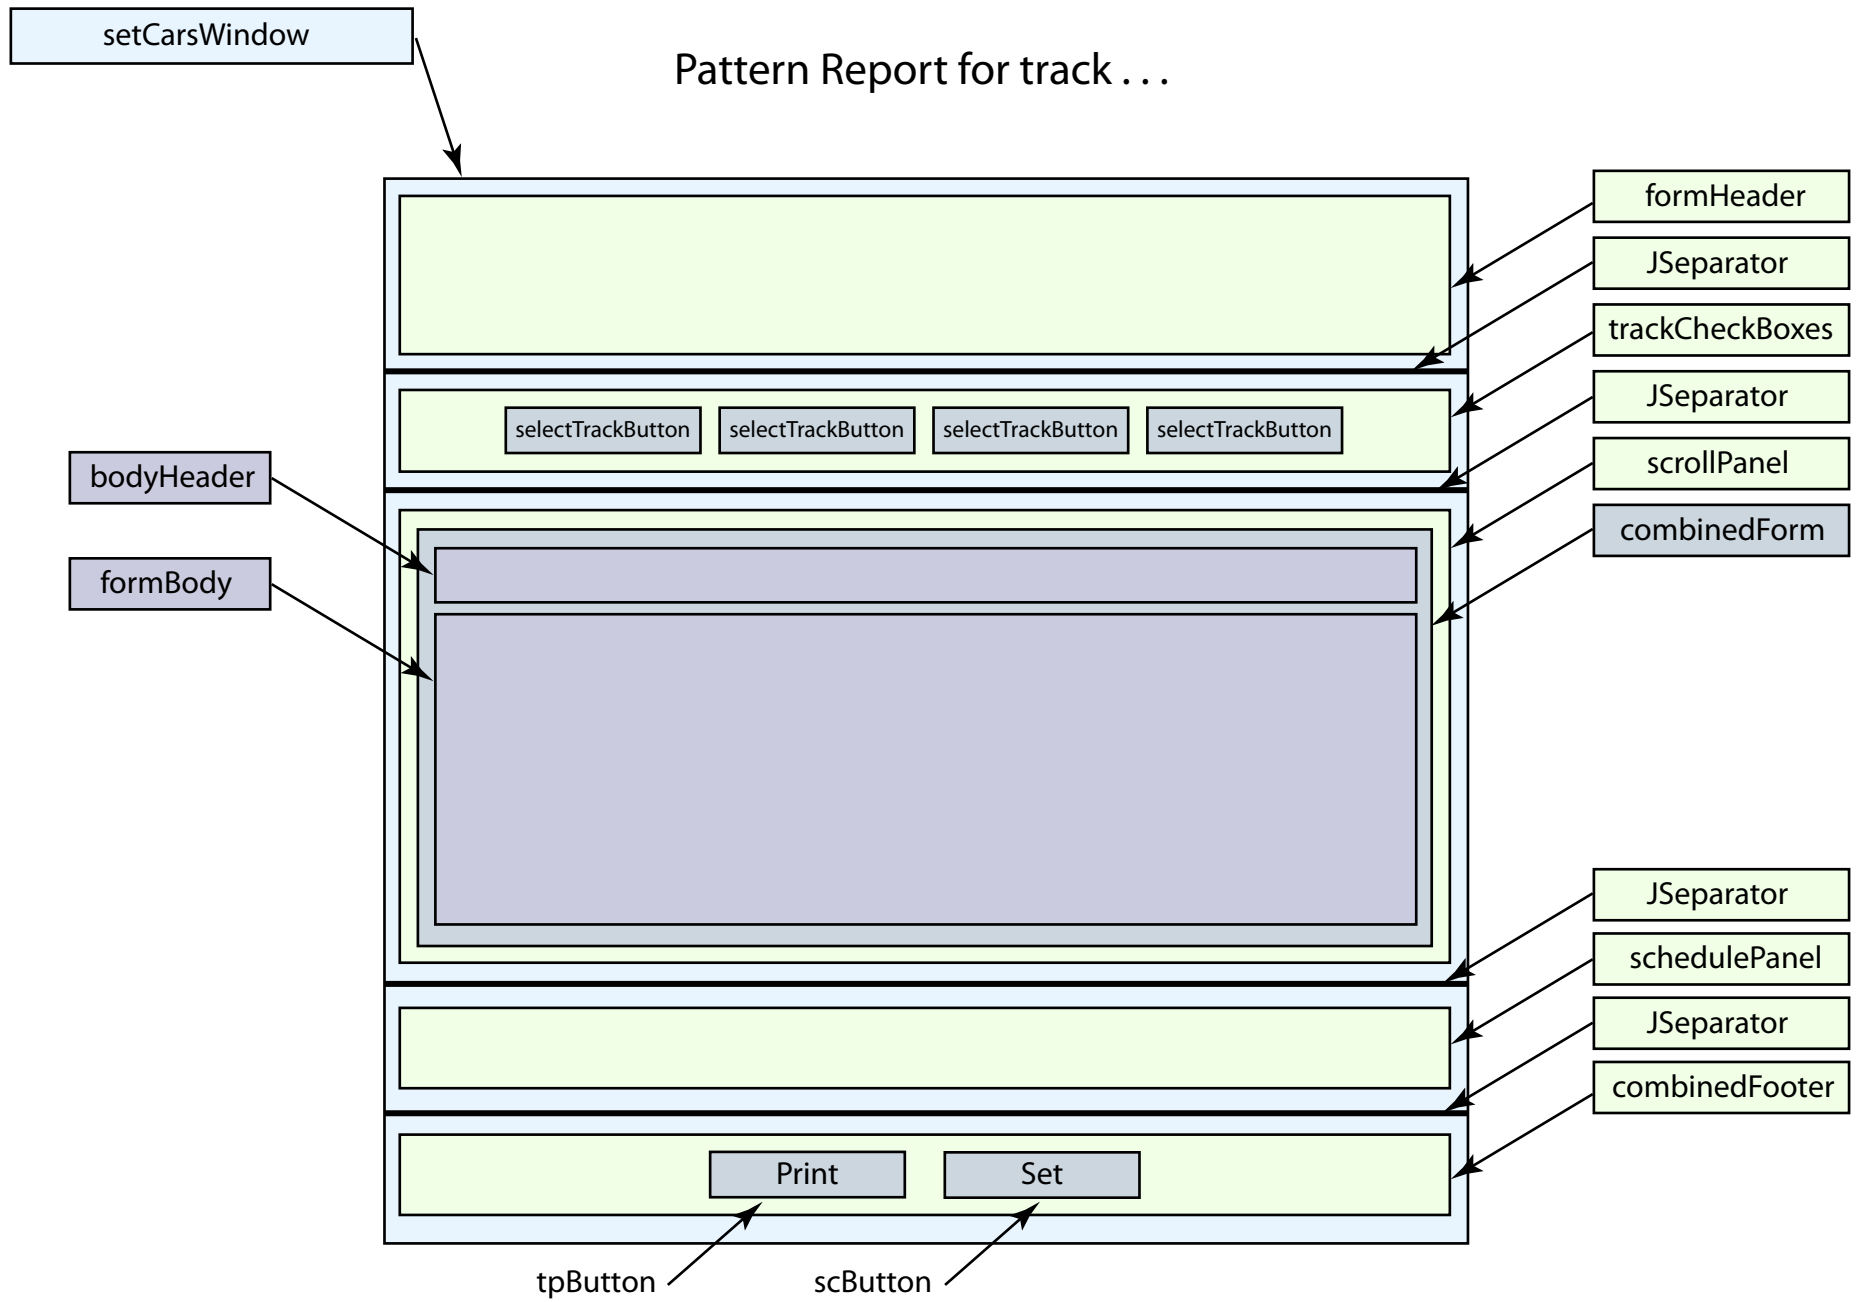 setCarsWindow
Pattern Report for track . . .
formHeader
JSeparator
trackCheckBoxes
JSeparator
selectTrackButton
selectTrackButton
selectTrackButton
selectTrackButton
scrollPanel
bodyHeader
combinedForm
formBody
JSeparator
schedulePanel
JSeparator
combinedFooter
Print
Set
tpButton
scButton